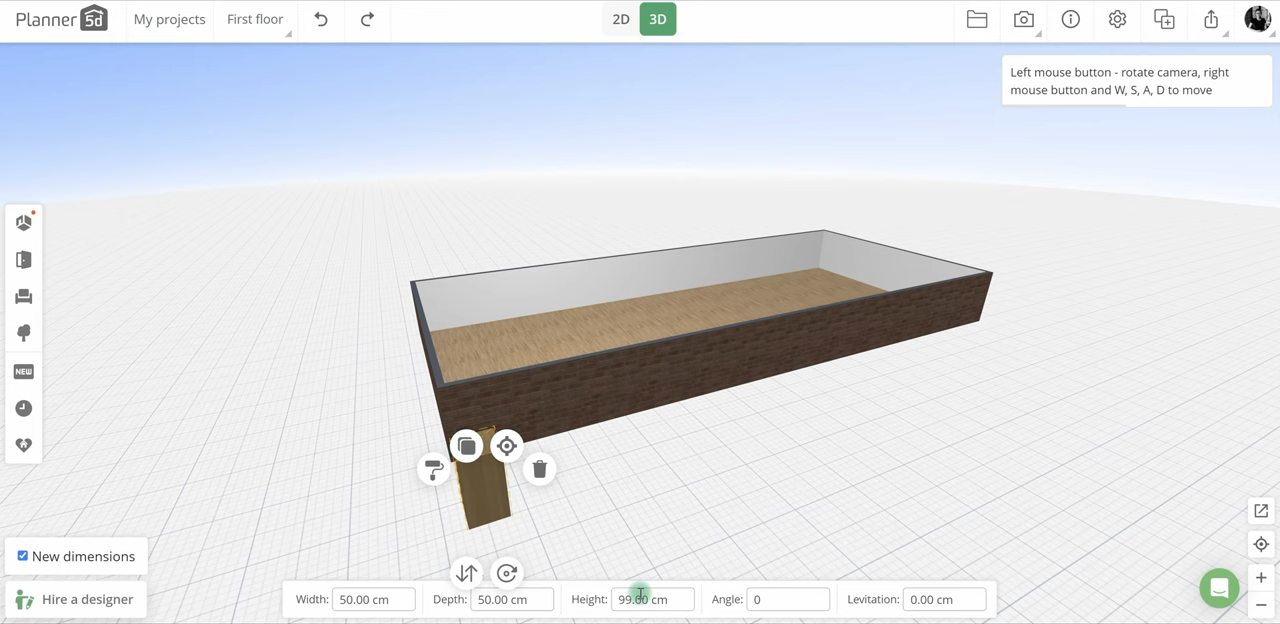 Planner 5d
My projects
First floor
2D
3D
Left mouse button - rotate camera, right
mouse button and W, S, A, D to move
NEW
New dimensions
Hire a designer
Width: 50.00 cm
Depth: 50.00 cm
Height: 99.00 cm
Angle: 0
Levitation: 0.00 cm